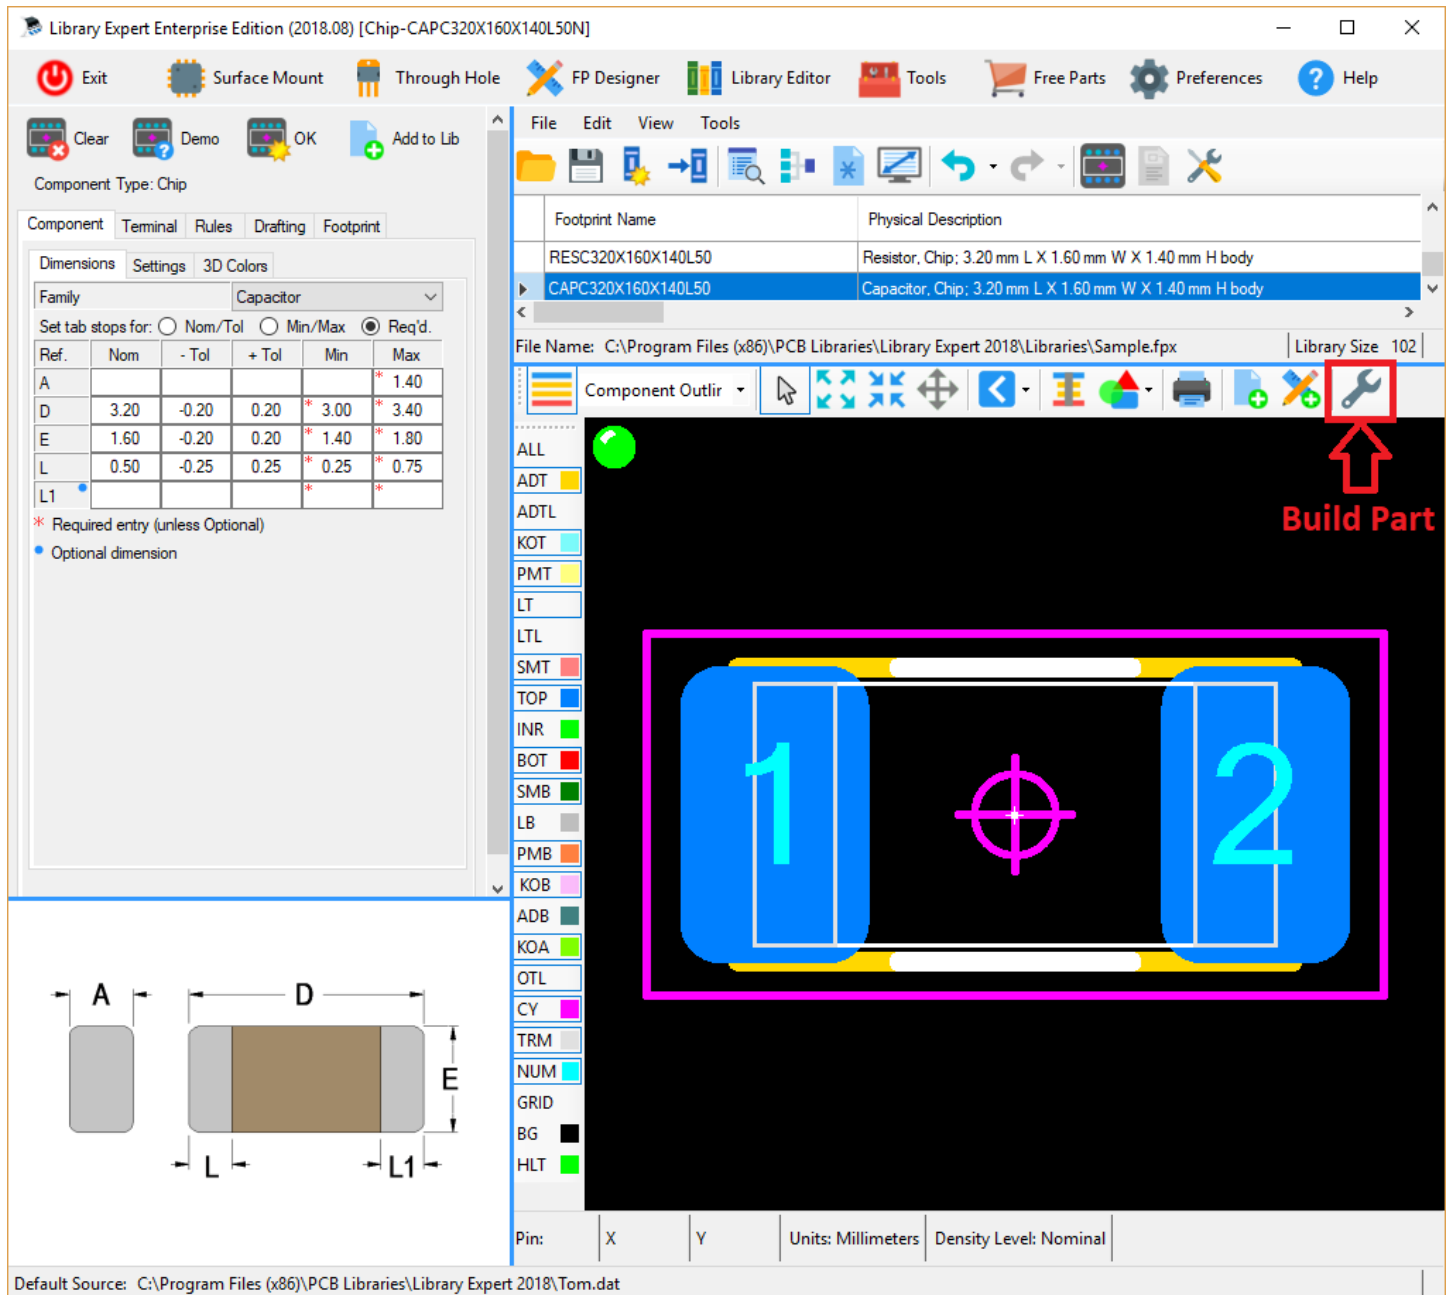 Library Expert Enterprise Edition (2018.08) [Chip-CAPC320X160X140L50N]
Exit Surface Mount Through Hole FP Designer Library Editor Tools Free Parts Preferences Help
Clear Demo OK Add to Lib
Component Type: Chip
Component Terminal Rules Drafting Footprint
Dimensions Settings 3D Colors
Family Capacitor
Set tab stops for: Nom/Tol Min/Max Req'd.
Ref. Nom - Tol + Tol Min Max
A * 1.40
D 3.20 -0.20 0.20 * 3.00 * 3.40
E 1.60 -0.20 0.20 * 1.40 * 1.80
L 0.50 -0.25 0.25 * 0.25 * 0.75
L1 * *
* Required entry (unless Optional)
Optional dimension
File Edit View Tools
Footprint Name Physical Description
RESC320X160X140L50 Resistor, Chip; 3.20 mm L X 1.60 mm W X 1.40 mm H body
CAPC320X160X140L50 Capacitor, Chip; 3.20 mm L X 1.60 mm W X 1.40 mm H body
File Name: C:\Program Files (x86)\PCB Libraries\Library Expert 2018\Libraries\Sample.fpx Library Size 102
Component Outlir
Build Part
ALL
ADT
ADTL
KOT
PMT
LT
LTL
SMT
TOP
INR
BOT
SMB
LB
PMB
KOB
ADB
KOA
OTL
CY
TRM
NUM
GRID
BG
HLT
1 2
A D
E
L L1
Pin: X Y Units: Millimeters Density Level: Nominal
Default Source: C:\Program Files (x86)\PCB Libraries\Library Expert 2018\Tom.dat